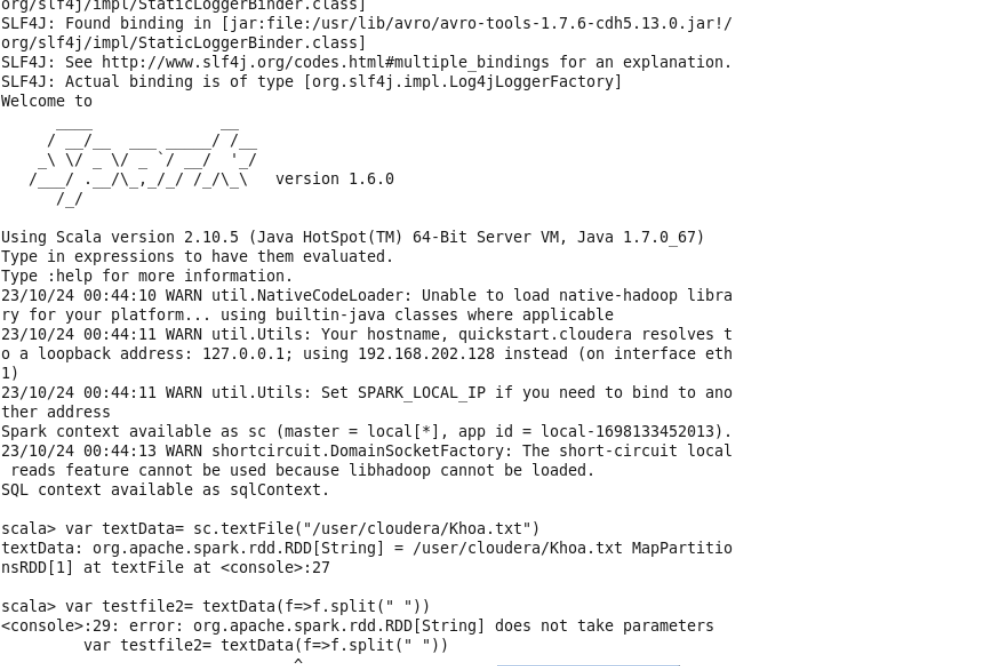 org/slf4j/impl/StaticLoggerBinder.class]
SLF4J: Found binding in [jar:file:/usr/lib/avro/avro-tools-1.7.6-cdh5.13.0.jar!/
org/slf4j/impl/StaticLoggerBinder.class]
SLF4J: See http://www.slf4j.org/codes.html#multiple_bindings for an explanation.
SLF4J: Actual binding is of type [org.slf4j.impl.Log4jLoggerFactory]
Welcome to
      ____              __
     / __/__  ___ _____/ /__
    _\ \/ _ \/ _ `/ __/  '_/
   /___/ .__/\_,_/_/ /_/\_\   version 1.6.0
      /_/
Using Scala version 2.10.5 (Java HotSpot(TM) 64-Bit Server VM, Java 1.7.0_67)
Type in expressions to have them evaluated.
Type :help for more information.
23/10/24 00:44:10 WARN util.NativeCodeLoader: Unable to load native-hadoop libra
ry for your platform... using builtin-java classes where applicable
23/10/24 00:44:11 WARN util.Utils: Your hostname, quickstart.cloudera resolves t
o a loopback address: 127.0.0.1; using 192.168.202.128 instead (on interface eth
1)
23/10/24 00:44:11 WARN util.Utils: Set SPARK_LOCAL_IP if you need to bind to ano
ther address
Spark context available as sc (master = local[*], app id = local-1698133452013).
23/10/24 00:44:13 WARN shortcircuit.DomainSocketFactory: The short-circuit local
 reads feature cannot be used because libhadoop cannot be loaded.
SQL context available as sqlContext.
scala> var textData= sc.textFile("/user/cloudera/Khoa.txt")
textData: org.apache.spark.rdd.RDD[String] = /user/cloudera/Khoa.txt MapPartitio
nsRDD[1] at textFile at <console>:27
scala> var testfile2= textData(f=>f.split(" "))
<console>:29: error: org.apache.spark.rdd.RDD[String] does not take parameters
         var testfile2= textData(f=>f.split(" "))
                                ^